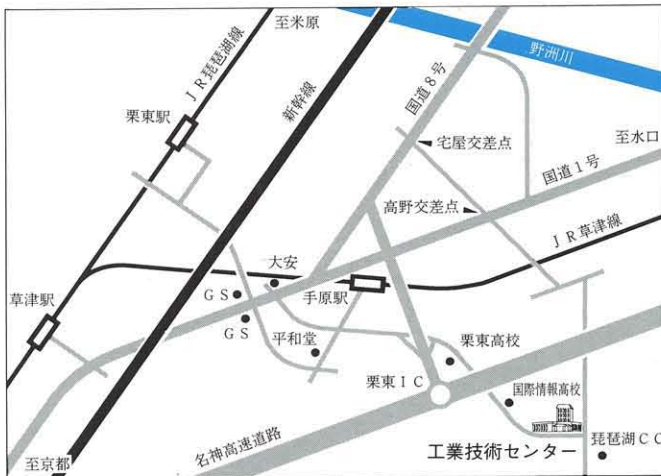 至米原
野洲川
JR琵琶湖線
国道8号
新幹線
栗東駅
宅屋交差点
至水口
国道1号
高野交差点
JR草津線
大安
草津駅
GS
手原駅
GS
平和堂
栗東高校
栗東IC
国際情報高校
名神高速道路
工業技術センター
琵琶湖CC
至京都